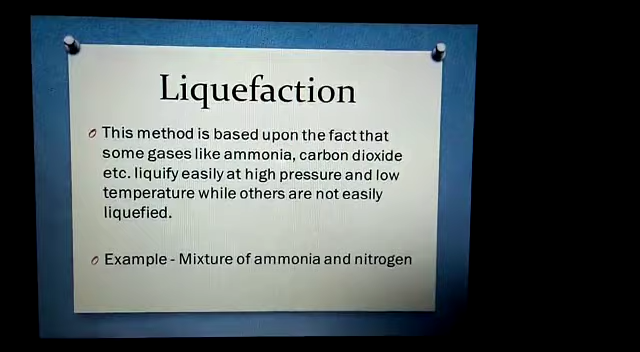 Liquefaction
This method is based upon the fact that
some gases like ammonia, carbon dioxide
etc. liquify easily at high pressure and low
temperature while others are not easily
liquefied.
Example - Mixture of ammonia and nitrogen